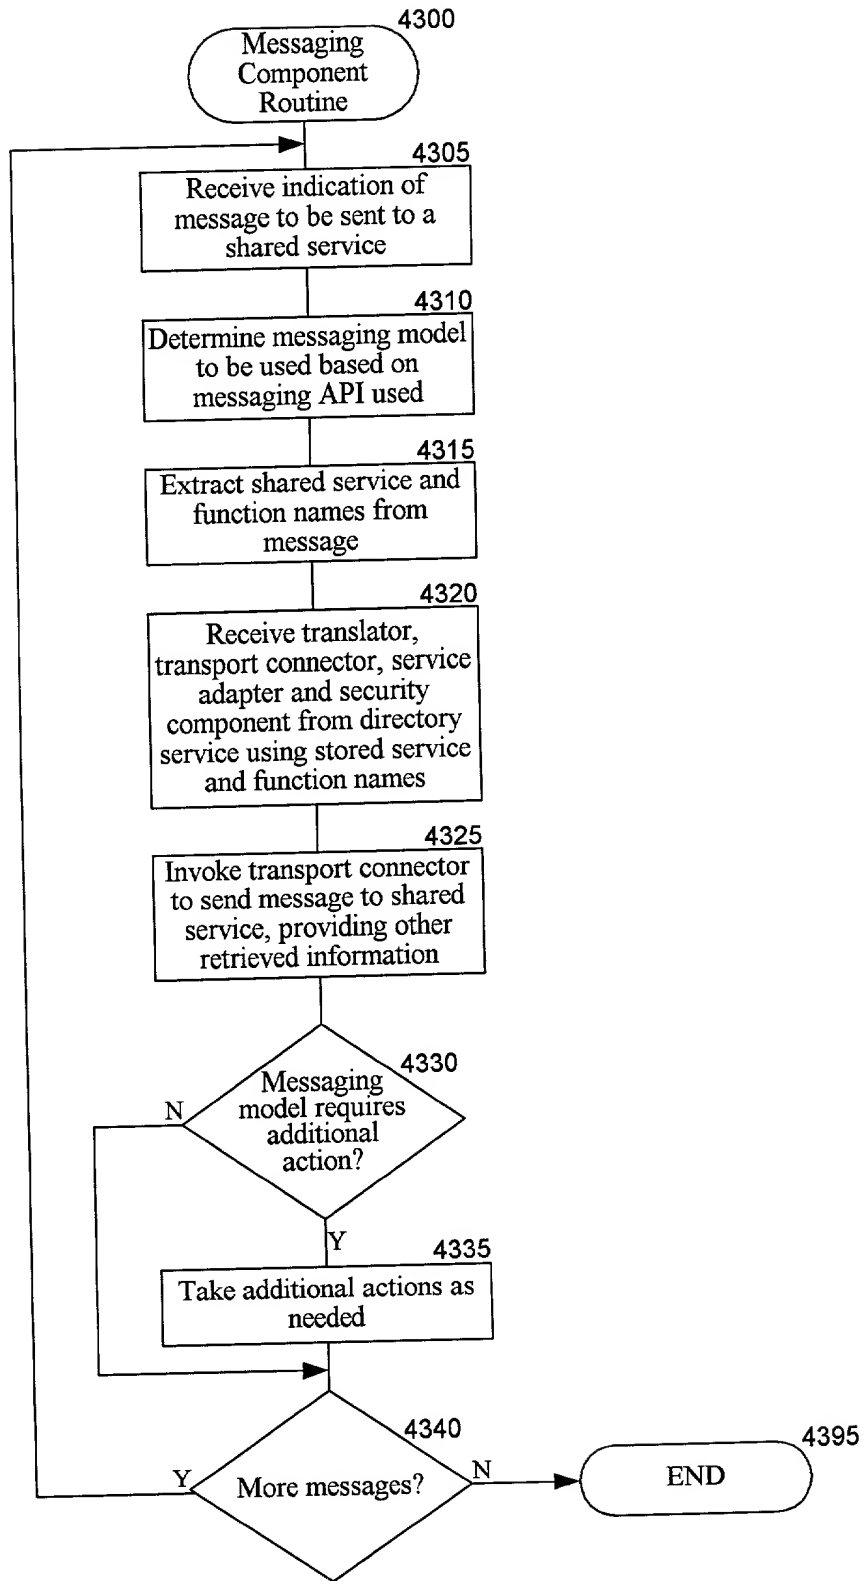 4300
Messaging
Component
Routine
4305
Receive indication of
message to be sent to a
shared service
4310
Determine messaging model
to be used based on
messaging API used
4315
Extract shared service and
function names from
message
4320
Receive translator,
transport connector, service
adapter and security
component from directory
service using stored service
and function names
4325
Invoke transport connector
to send message to shared
service, providing other
retrieved information
4330
Messaging
model requires
additional
action?
N
Y
4335
Take additional actions as
needed
4340
More messages?
Y
N
4395
END